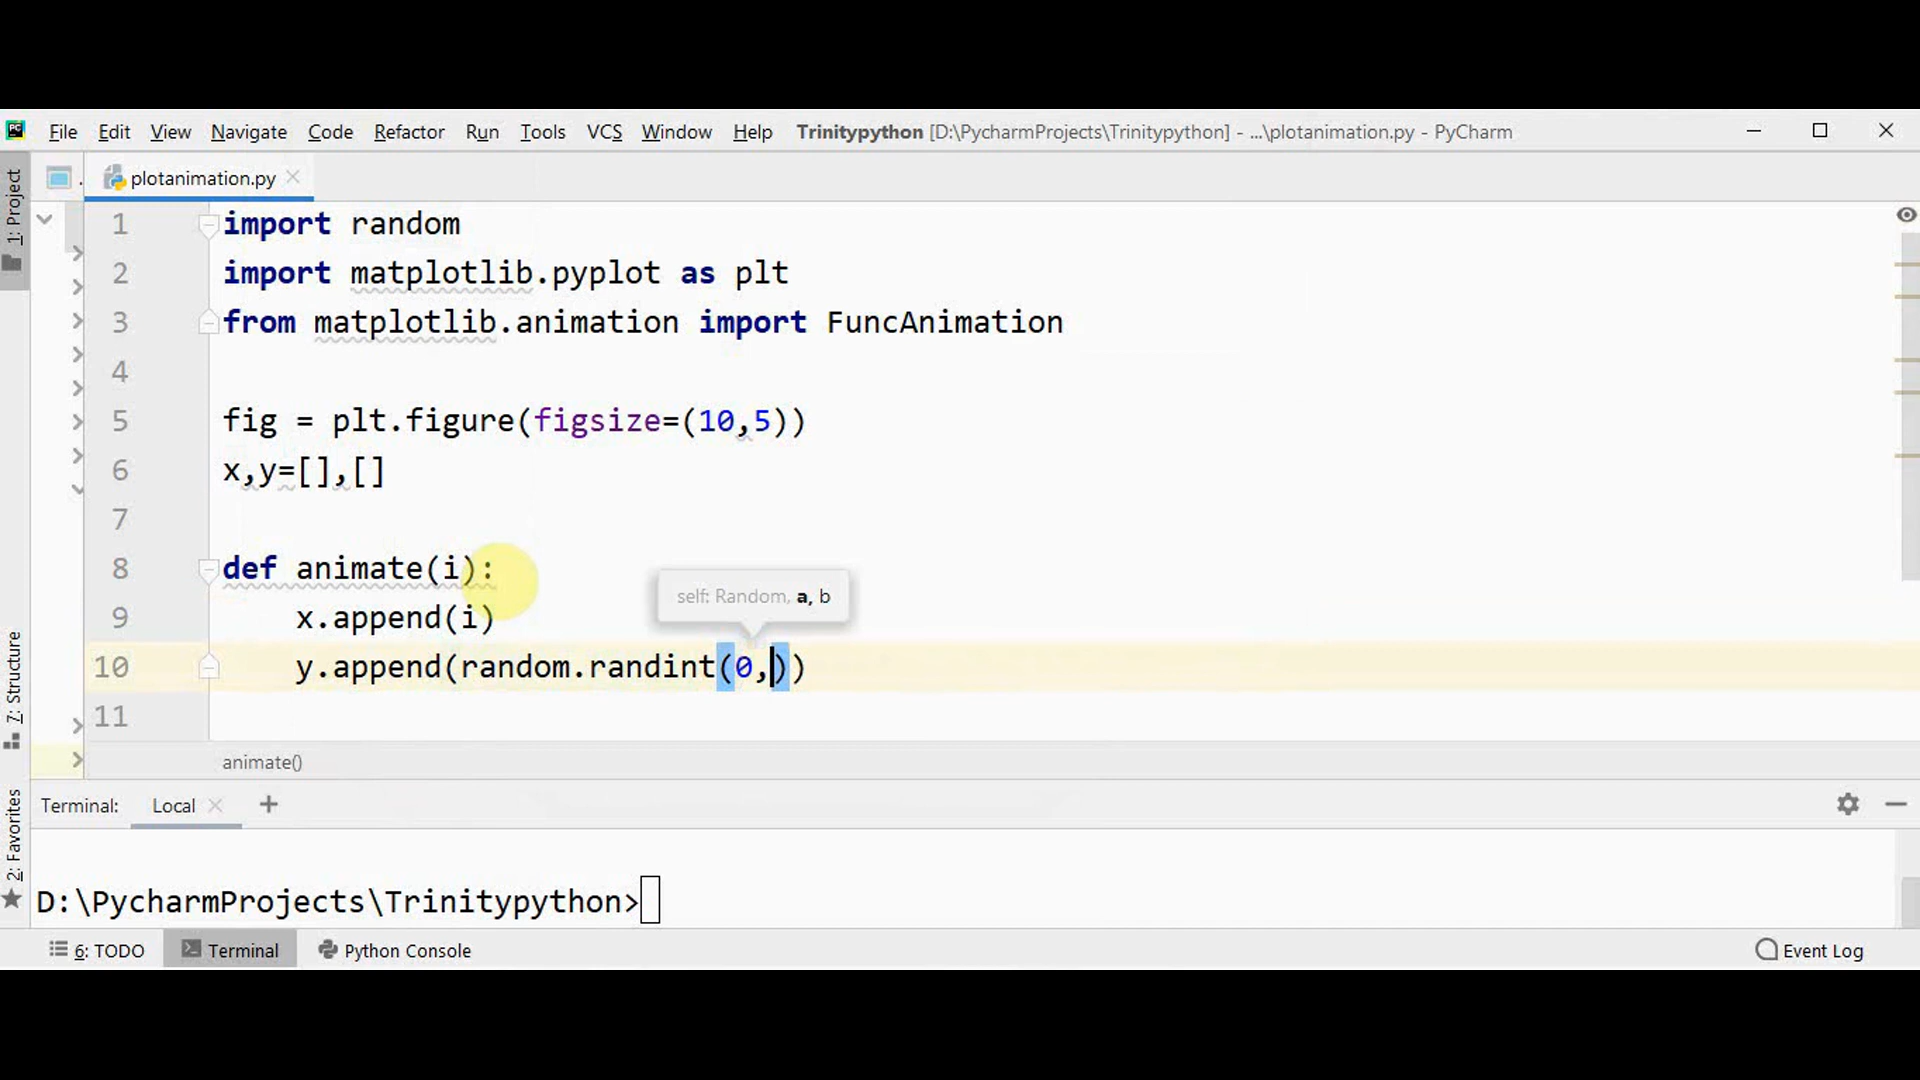 File Edit View Navigate Code Refactor Run Tools VCS Window Help Trinitypython [D:\PycharmProjects\Trinitypython] - ...\plotanimation.py - PyCharm
plotanimation.py
1: Project
1 import random
2 import matplotlib.pyplot as plt
3 from matplotlib.animation import FuncAnimation
4
5 fig = plt.figure(figsize=(10,5))
6 x,y=[],[]
7
8 def animate(i):
9 x.append(i)
self: Random, a, b
10 y.append(random.randint(0,))
11
7: Structure
animate()
2: Favorites
Terminal: Local +
D:\PycharmProjects\Trinitypython>
6: TODO Terminal Python Console Event Log